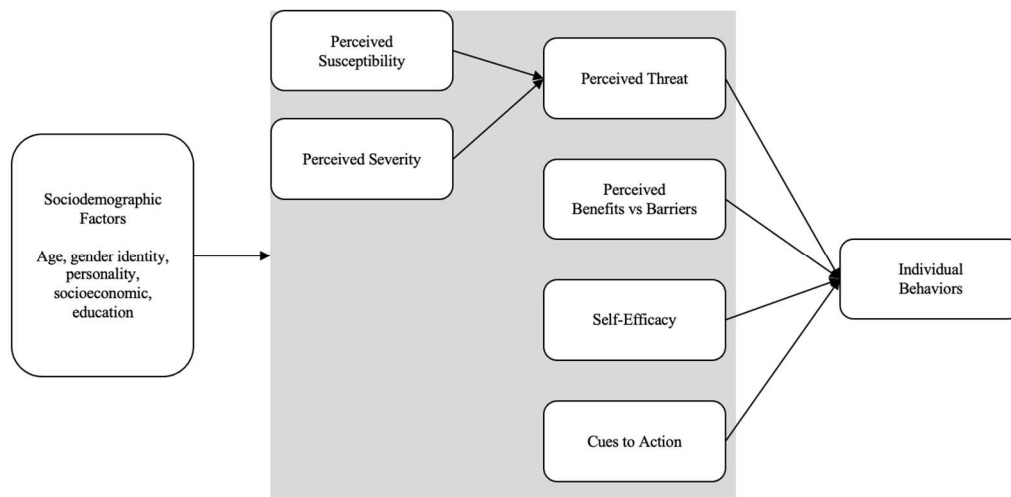 Perceived
Susceptibility
Perceived Threat
Perceived Severity
Sociodemographic
Factors
Age, gender identity,
personality,
socioeconomic,
education
Perceived
Benefits vs Barriers
Individual
Behaviors
Self-Efficacy
Cues to Action